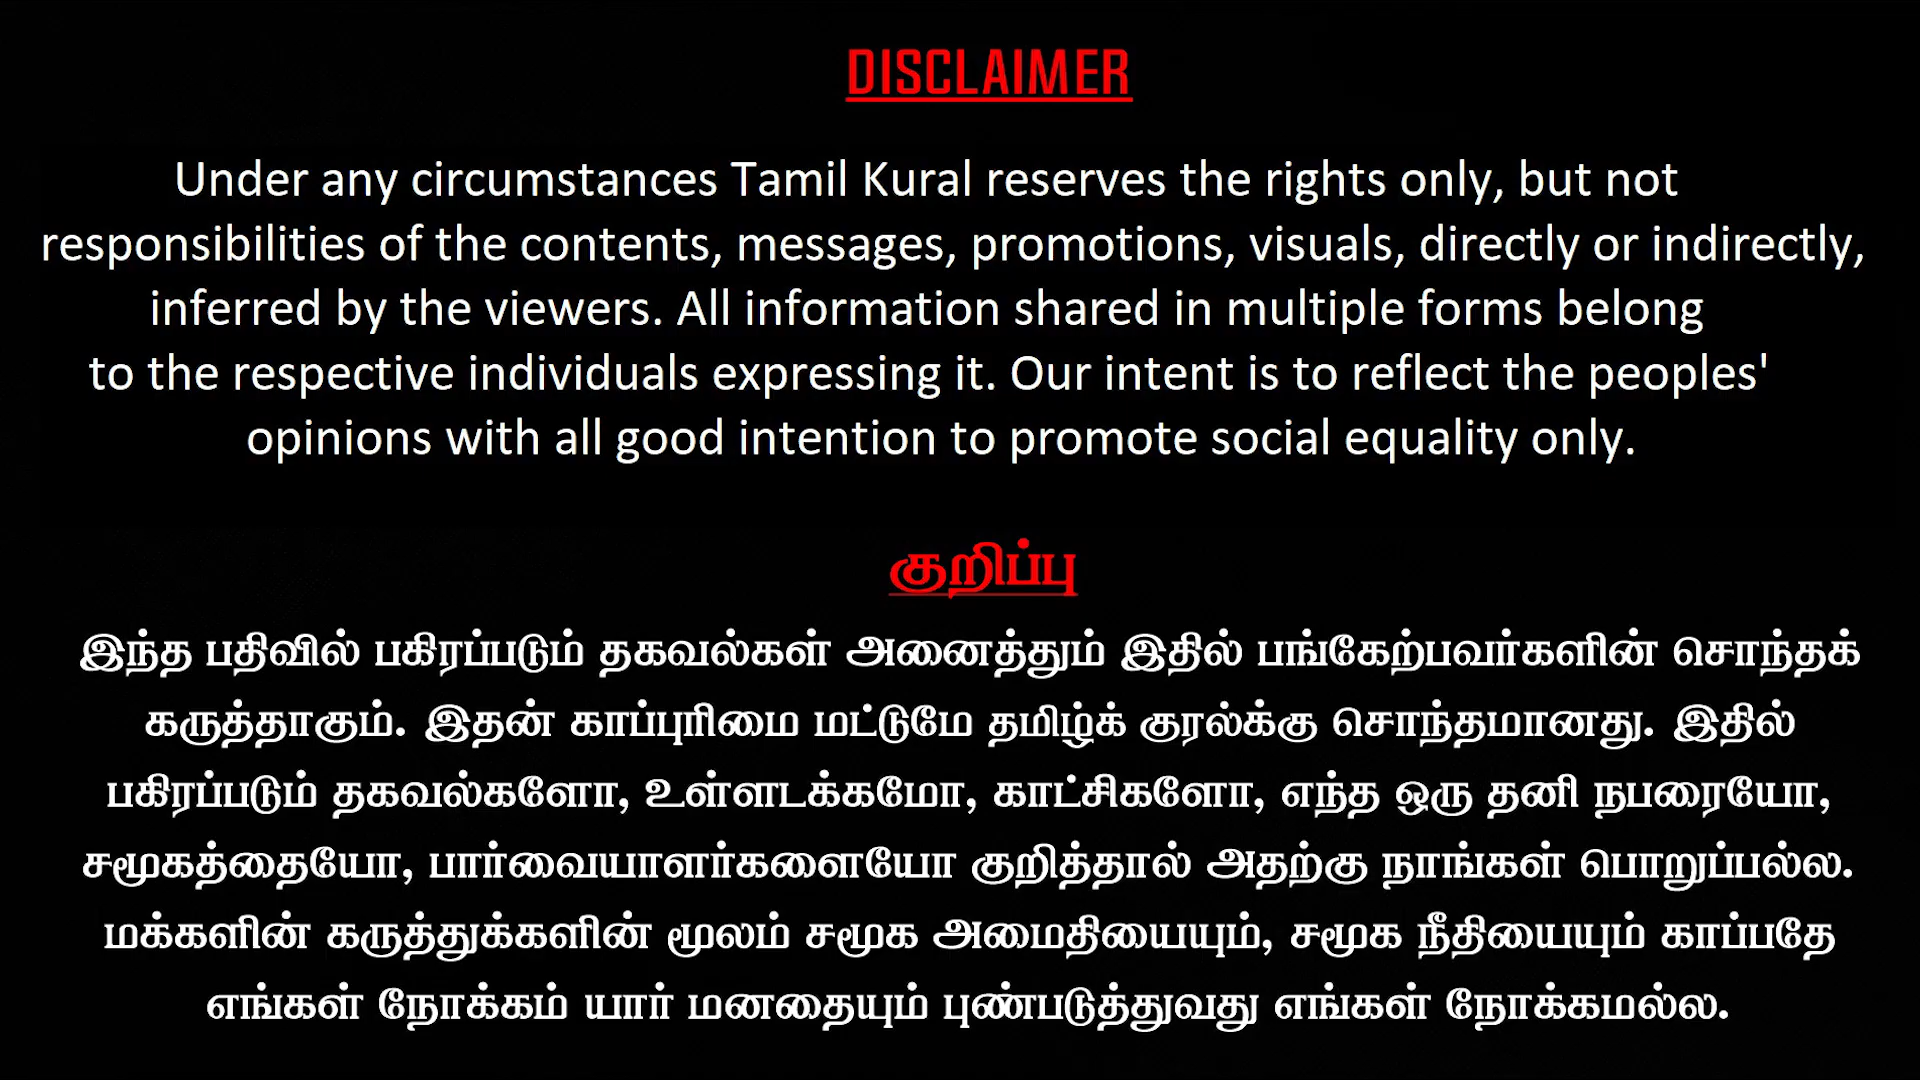 DISCLAIMER
Under any circumstances Tamil Kural reserves the rights only, but not
responsibilities of the contents, messages, promotions, visuals, directly or indirectly,
inferred by the viewers. All information shared in multiple forms belong
to the respective individuals expressing it. Our intent is to reflect the peoples'
opinions with all good intention to promote social equality only.
குறிப்பு
இந்த பதிவில் பகிரப்படும் தகவல்கள் அனைத்தும் இதில் பங்கேற்பவர்களின் சொந்தக்
கருத்தாகும். இதன் காப்புரிமை மட்டுமே தமிழ்க் குரல்க்கு சொந்தமானது. இதில்
பகிரப்படும் தகவல்களோ, உள்ளடக்கமோ, காட்சிகளோ, எந்த ஒரு தனி நபரையோ,
சமூகத்தையோ, பார்வையாளர்களையோ குறித்தால் அதற்கு நாங்கள் பொறுப்பல்ல.
மக்களின் கருத்துக்களின் மூலம் சமூக அமைதியையும், சமூக நீதியையும் காப்பதே
எங்கள் நோக்கம் யார் மனதையும் புண்படுத்துவது எங்கள் நோக்கமல்ல.